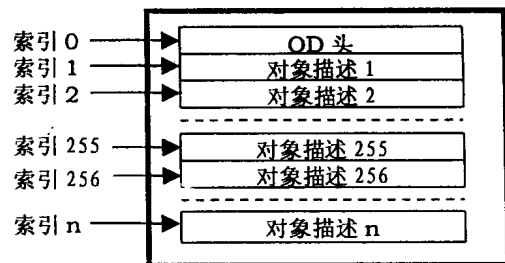 索引 0 OD 头
索引 1 对象描述 1
索引 2 对象描述 2
索引 255 对象描述 255
索引 256 对象描述 256
索引 n 对象描述 n